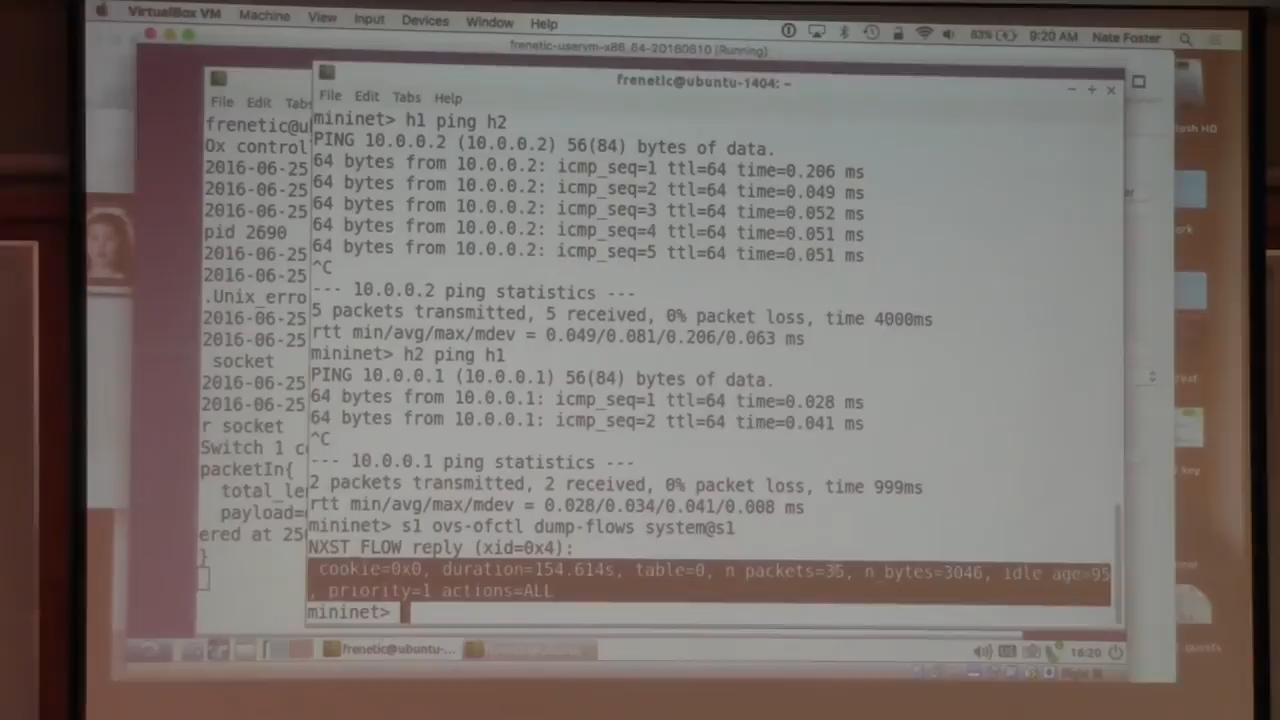 VirtualBox VM Machine View Input Devices Window Help 83% 9:20 AM Nate Foster
frenetic-uservm-x86_64-20160610 [Running]
frenetic@ubuntu-1404: ~
File Edit Tabs
File Edit Tabs Help
frenetic@u
0x control
2016-06-25
2016-06-25
2016-06-25
pid 2690
2016-06-25
2016-06-25
.Unix_erro
2016-06-25
2016-06-25
socket
2016-06-25
2016-06-25
r socket
Switch 1 c
packetIn{
total_le
payload=
ered at 25
}
mininet> h1 ping h2
PING 10.0.0.2 (10.0.0.2) 56(84) bytes of data.
64 bytes from 10.0.0.2: icmp_seq=1 ttl=64 time=0.206 ms
64 bytes from 10.0.0.2: icmp_seq=2 ttl=64 time=0.049 ms
64 bytes from 10.0.0.2: icmp_seq=3 ttl=64 time=0.052 ms
64 bytes from 10.0.0.2: icmp_seq=4 ttl=64 time=0.051 ms
64 bytes from 10.0.0.2: icmp_seq=5 ttl=64 time=0.051 ms
^C
--- 10.0.0.2 ping statistics ---
5 packets transmitted, 5 received, 0% packet loss, time 4000ms
rtt min/avg/max/mdev = 0.049/0.081/0.206/0.063 ms
mininet> h2 ping h1
PING 10.0.0.1 (10.0.0.1) 56(84) bytes of data.
64 bytes from 10.0.0.1: icmp_seq=1 ttl=64 time=0.028 ms
64 bytes from 10.0.0.1: icmp_seq=2 ttl=64 time=0.041 ms
^C
--- 10.0.0.1 ping statistics ---
2 packets transmitted, 2 received, 0% packet loss, time 999ms
rtt min/avg/max/mdev = 0.028/0.034/0.041/0.008 ms
mininet> s1 ovs-ofctl dump-flows system@s1
NXST_FLOW reply (xid=0x4):
cookie=0x0, duration=154.614s, table=0, n_packets=35, n_bytes=3046, idle_age=95
, priority=1 actions=ALL
mininet>
frenetic@ubuntu-...
16:20